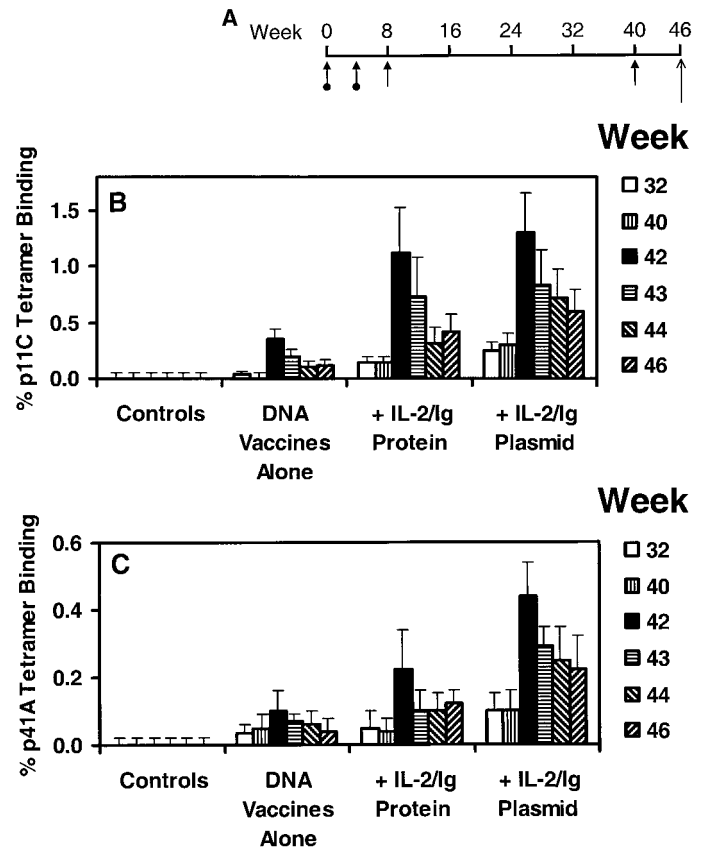 A
Week 0 8 16 24 32 40 46
Week
% p11C Tetramer Binding
B
1.5
1.0
0.5
0.0
32
40
42
43
44
46
Controls
DNA
Vaccines
Alone
+ IL-2/Ig
Protein
+ IL-2/Ig
Plasmid
Week
% p41A Tetramer Binding
C
0.6
0.4
0.2
0.0
32
40
42
43
44
46
Controls
DNA
Vaccines
Alone
+ IL-2/Ig
Protein
+ IL-2/Ig
Plasmid